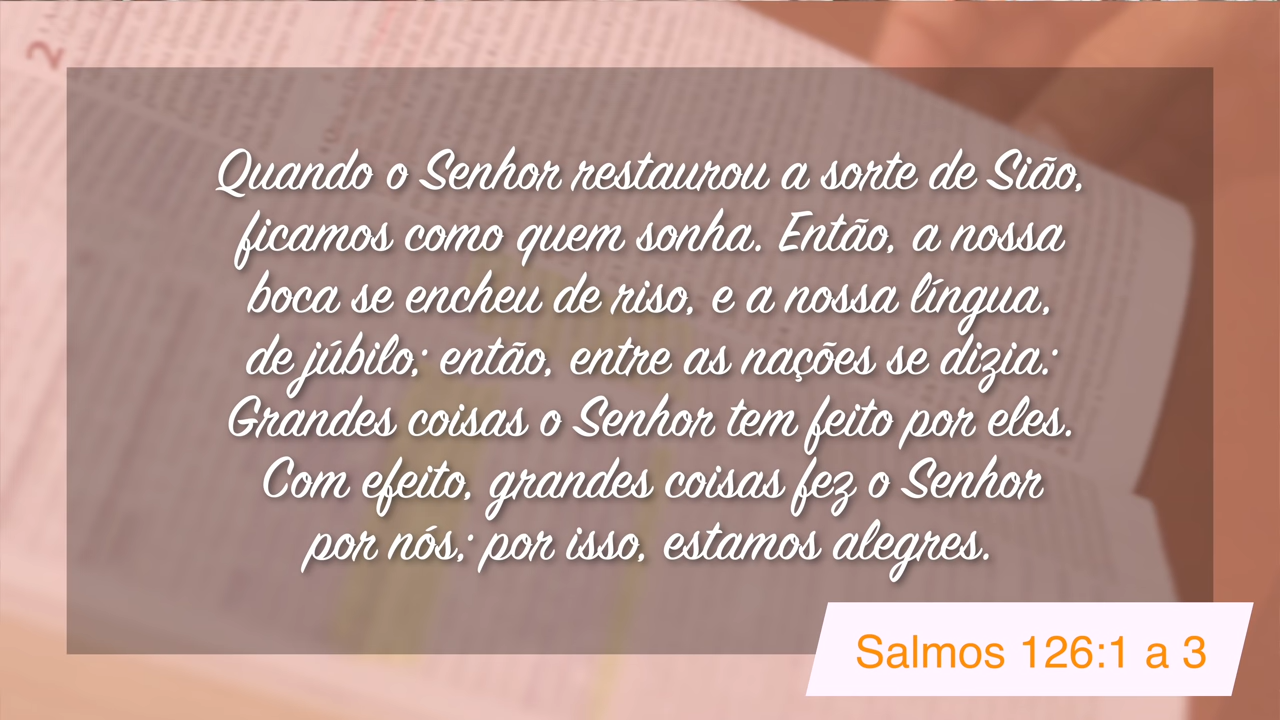 Quando o Senhor restaurou a sorte de Sião,
ficamos como quem sonha. Então, a nossa
boca se encheu de riso, e a nossa língua,
de júbilo; então, entre as nações se dizia:
Grandes coisas o Senhor tem feito por eles.
Com efeito, grandes coisas fez o Senhor
por nós; por isso, estamos alegres.
Salmos 126:1 a 3